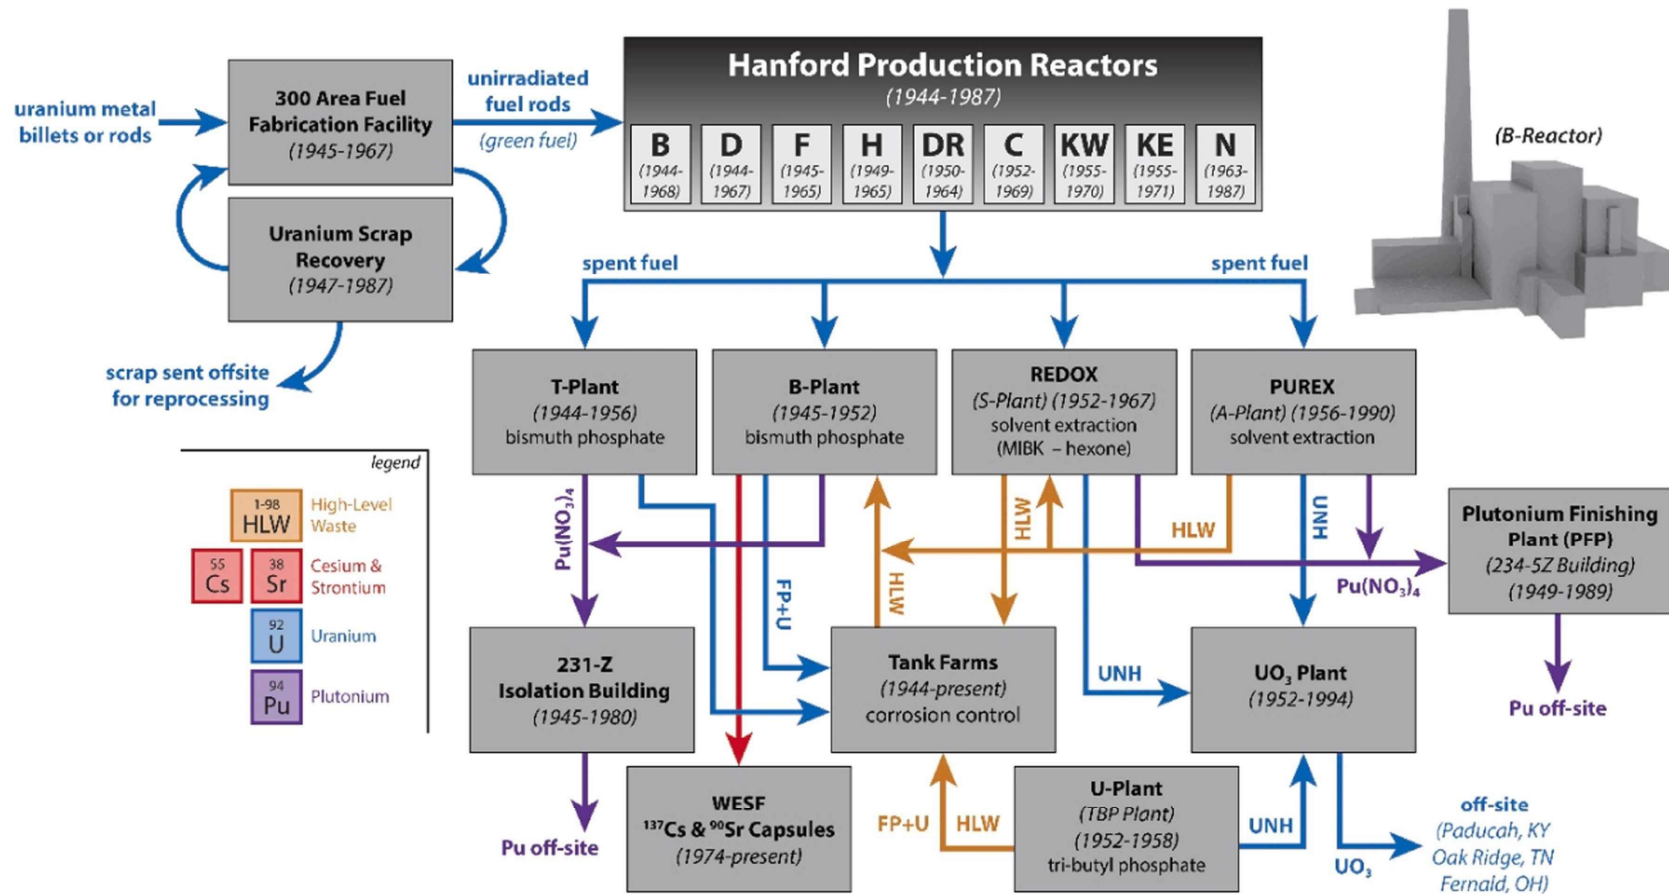 uranium metal
billets or rods
300 Area Fuel
Fabrication Facility
(1945-1967)
unirradiated
fuel rods
(green fuel)
Uranium Scrap
Recovery
(1947-1987)
scrap sent offsite
for reprocessing
Hanford Production Reactors
(1944-1987)
B
(1944-
1968)
D
(1944-
1967)
F
(1945-
1965)
H
(1949-
1965)
DR
(1950-
1964)
C
(1952-
1969)
KW
(1955-
1970)
KE
(1955-
1971)
N
(1963-
1987)
(B-Reactor)
spent fuel
spent fuel
T-Plant
(1944-1956)
bismuth phosphate
B-Plant
(1945-1952)
bismuth phosphate
REDOX
(S-Plant) (1952-1967)
solvent extraction
(MIBK – hexone)
PUREX
(A-Plant) (1956-1990)
solvent extraction
legend
1-98
HLW
High-Level
Waste
55
Cs
38
Sr
Cesium &
Strontium
92
U
Uranium
94
Pu
Plutonium
Pu(NO₃)₄
FP+U
HLW
HLW
HLW
UNH
Pu(NO₃)₄
Plutonium Finishing
Plant (PFP)
(234-5Z Building)
(1949-1989)
Pu off-site
231-Z
Isolation Building
(1945-1980)
Pu off-site
Tank Farms
(1944-present)
corrosion control
UNH
UO₃ Plant
(1952-1994)
WESF
¹³⁷Cs & ⁹⁰Sr Capsules
(1974-present)
FP+U
HLW
U-Plant
(TBP Plant)
(1952-1958)
tri-butyl phosphate
UNH
UO₃
off-site
(Paducah, KY
Oak Ridge, TN
Fernaid, OH)